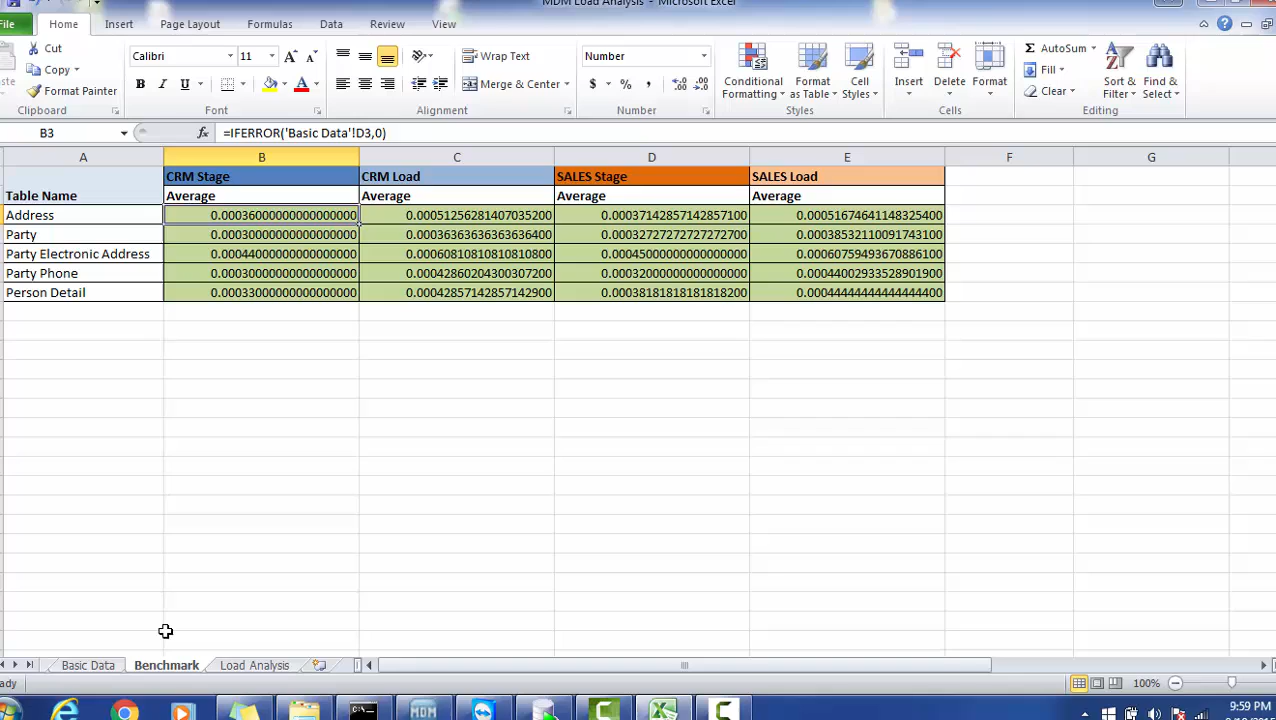 MDM Load Analysis - Microsoft Excel
File Home Insert Page Layout Formulas Data Review View
Cut
Copy
Format Painter
Clipboard
Calibri 11
Font
Wrap Text
Merge & Center
Alignment
Number
$ % ,
Number
Conditional Formatting
Format as Table
Cell Styles
Styles
Insert
Delete
Format
Cells
Σ AutoSum
Fill
Clear
Sort & Filter
Find & Select
Editing
B3 fx =IFERROR('Basic Data'!D3,0)
A B C D E F G
CRM Stage CRM Load SALES Stage SALES Load
Table Name Average Average Average Average
Address 0.00036000000000000000 0.00051256281407035200 0.00037142857142857100 0.00051674641148325400
Party 0.00030000000000000000 0.00036363636363636400 0.00032727272727272700 0.00038532110091743100
Party Electronic Address 0.00044000000000000000 0.00060810810810810800 0.00045000000000000000 0.00060759493670886100
Party Phone 0.00030000000000000000 0.00042860204300307200 0.00032000000000000000 0.00044002933528901900
Person Detail 0.00033000000000000000 0.00042857142857142900 0.00038181818181818200 0.00044444444444444400
Basic Data Benchmark Load Analysis
100%
MDM
9:59 PM